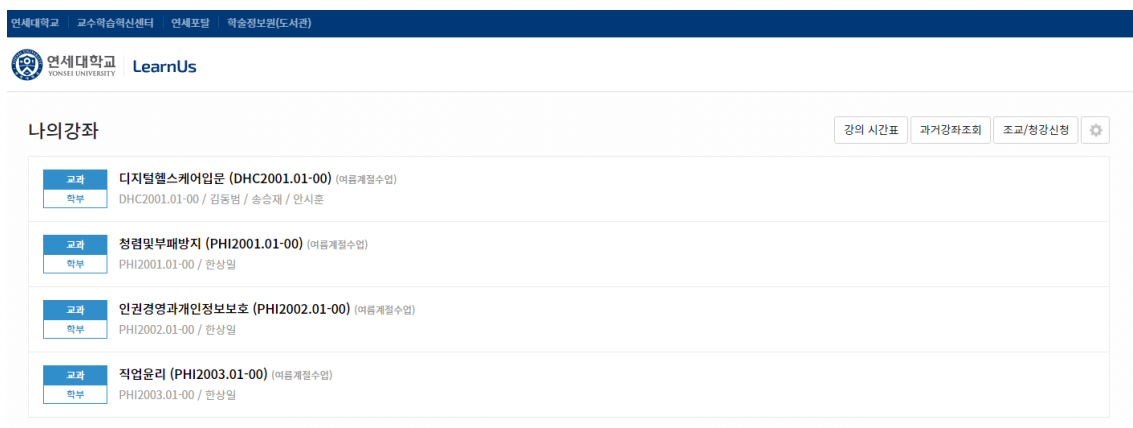 연세대학교 교수학습혁신센터 연세포탈 학술정보원(도서관)
연세대학교 YONSEI UNIVERSITY LearnUs
나의강좌 강의 시간표 과거강좌조회 조교/청강신청
교과 디지털헬스케어입문 (DHC2001.01-00) (여름계절수업)
학부 DHC2001.01-00 / 김동범 / 송승재 / 안시훈
교과 청렴및부패방지 (PHI2001.01-00) (여름계절수업)
학부 PHI2001.01-00 / 한상일
교과 인권경영과개인정보보호 (PHI2002.01-00) (여름계절수업)
학부 PHI2002.01-00 / 한상일
교과 직업윤리 (PHI2003.01-00) (여름계절수업)
학부 PHI2003.01-00 / 한상일